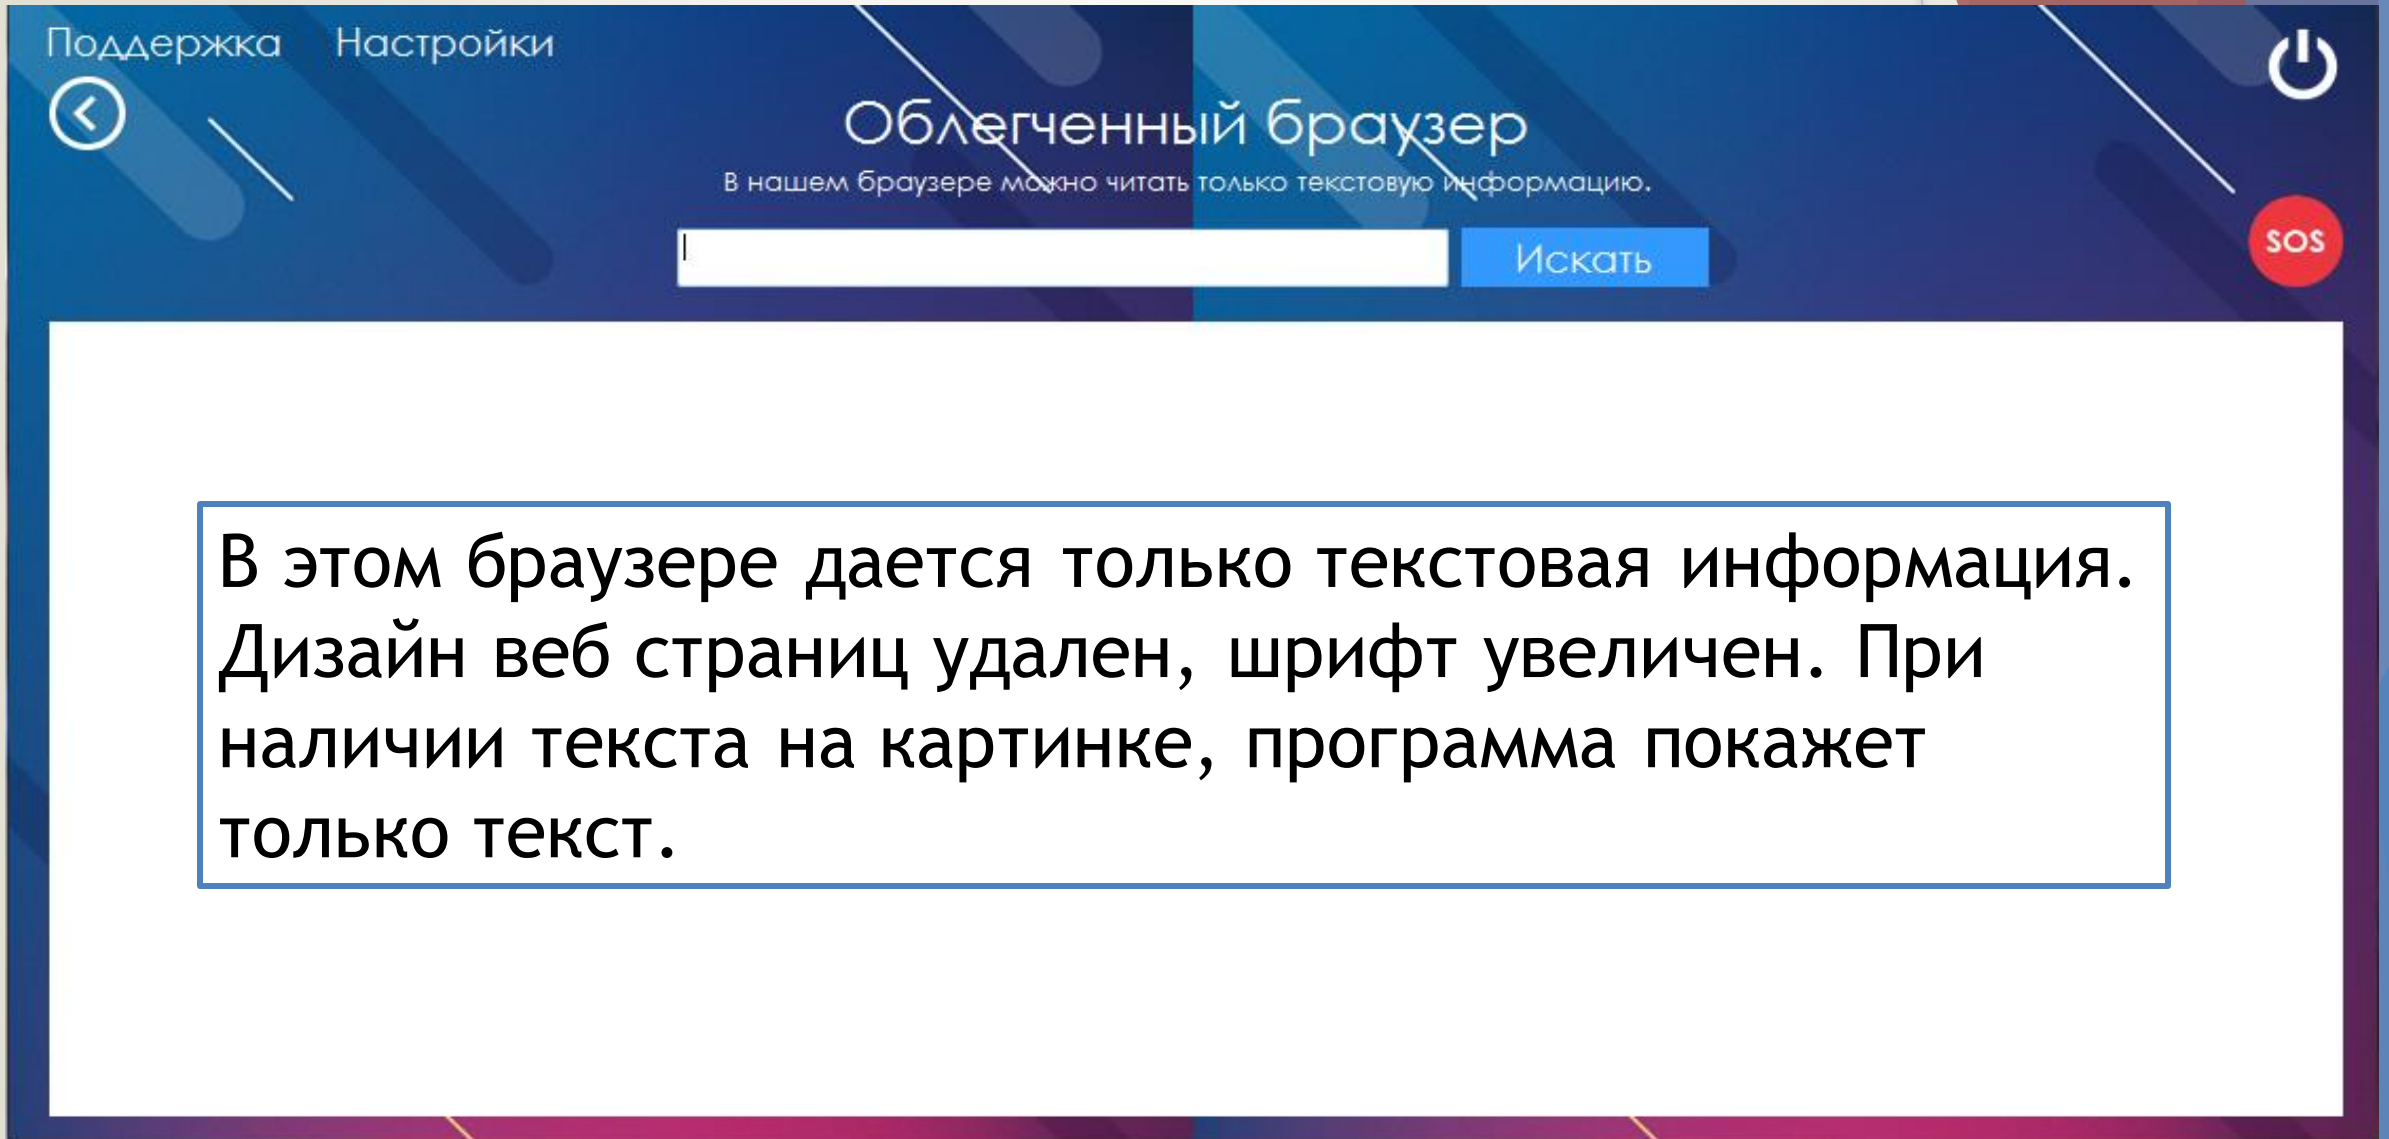 Поддержка Настройки
Облегченный браузер
В нашем браузере можно читать только текстовую информацию.
Искать
SOS
В этом браузере дается только текстовая информация.
Дизайн веб страниц удален, шрифт увеличен. При
наличии текста на картинке, программа покажет
только текст.